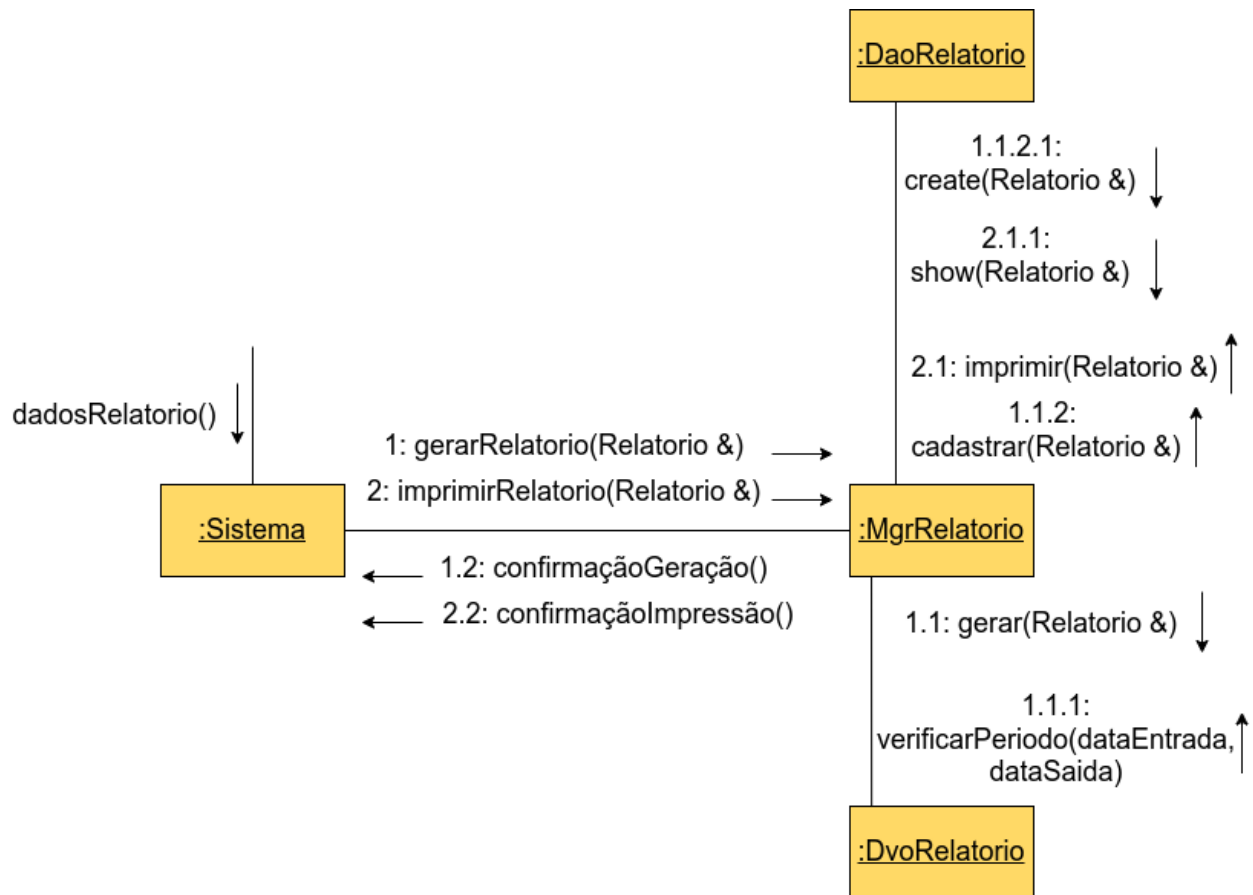 :DaoRelatorio
1.1.2.1:
create(Relatorio &)
2.1.1:
show(Relatorio &)
2.1: imprimir(Relatorio &)
1.1.2:
cadastrar(Relatorio &)
dadosRelatorio()
1: gerarRelatorio(Relatorio &)
2: imprimirRelatorio(Relatorio &)
:Sistema
:MgrRelatorio
1.2: confirmaçãoGeração()
2.2: confirmaçãoImpressão()
1.1: gerar(Relatorio &)
1.1.1:
verificarPeriodo(dataEntrada,
dataSaida)
:DvoRelatorio